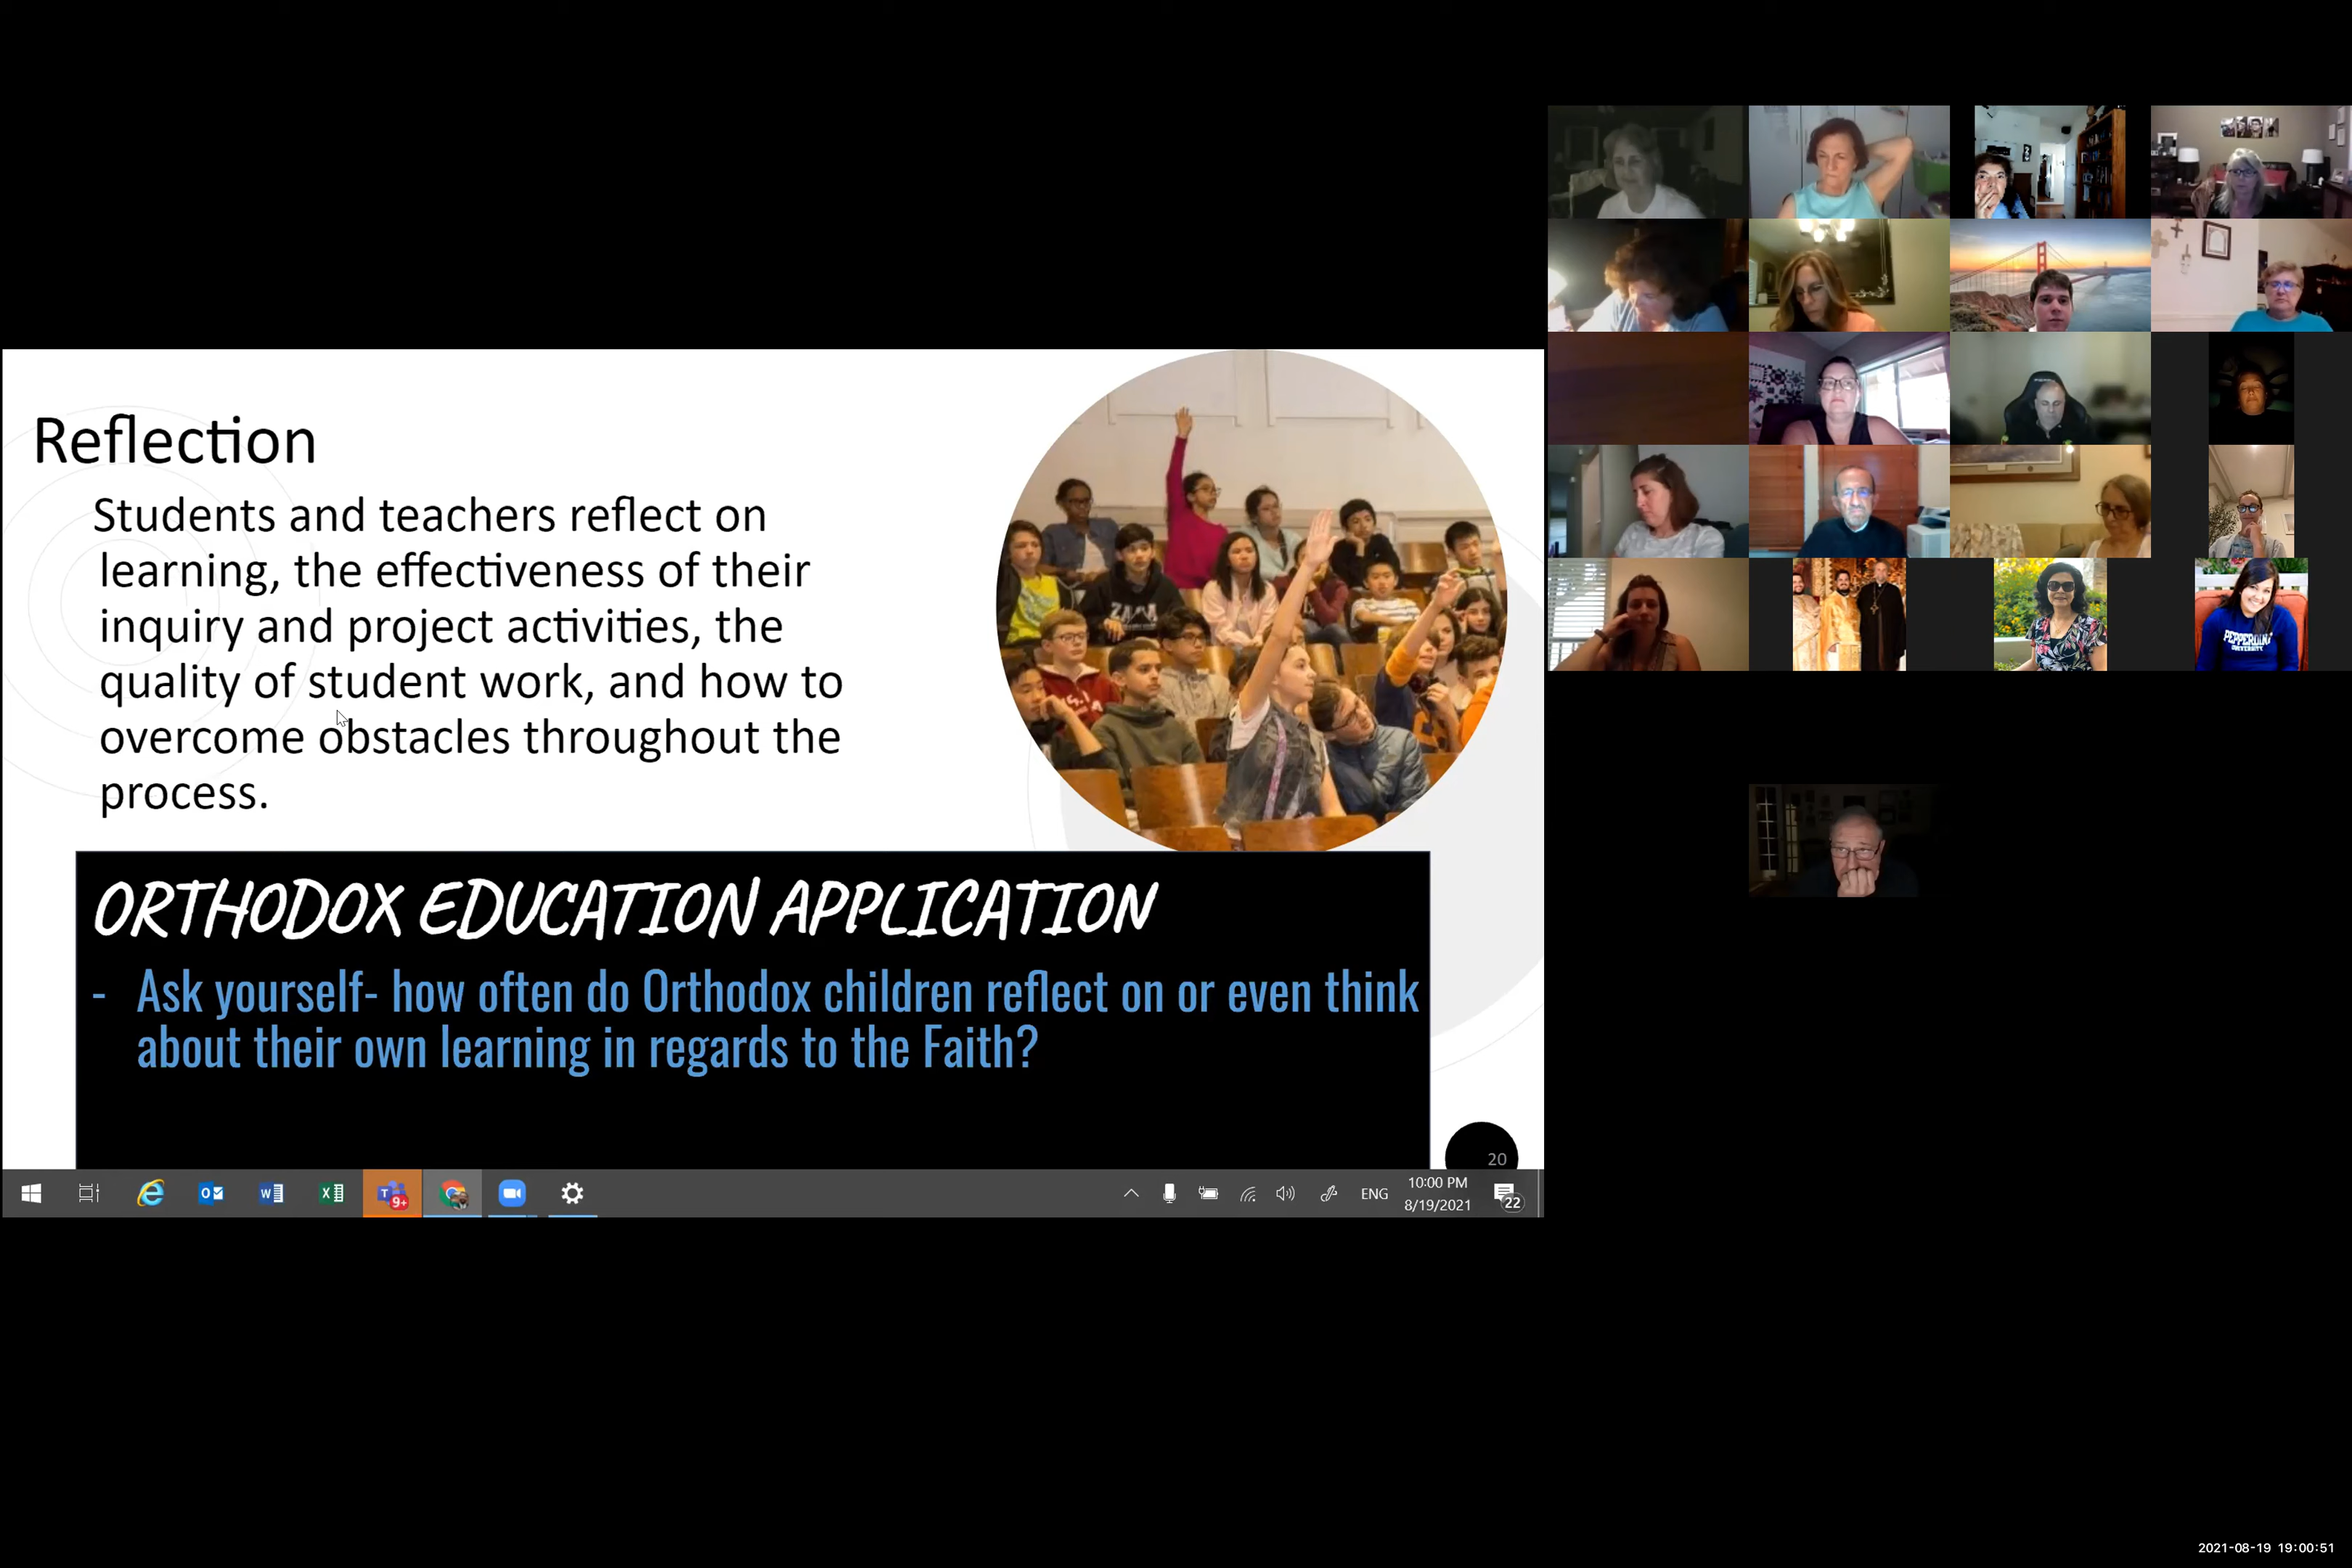 Reflection
Students and teachers reflect on
learning, the effectiveness of their
inquiry and project activities, the
quality of student work, and how to
overcome obstacles throughout the
process.
ORTHODOX EDUCATION APPLICATION
- Ask yourself- how often do Orthodox children reflect on or even think
about their own learning in regards to the Faith?
20
9+
ENG
10:00 PM
8/19/2021
22
PEPPERDINE
UNIVERSITY
2021-08-19 19:00:51